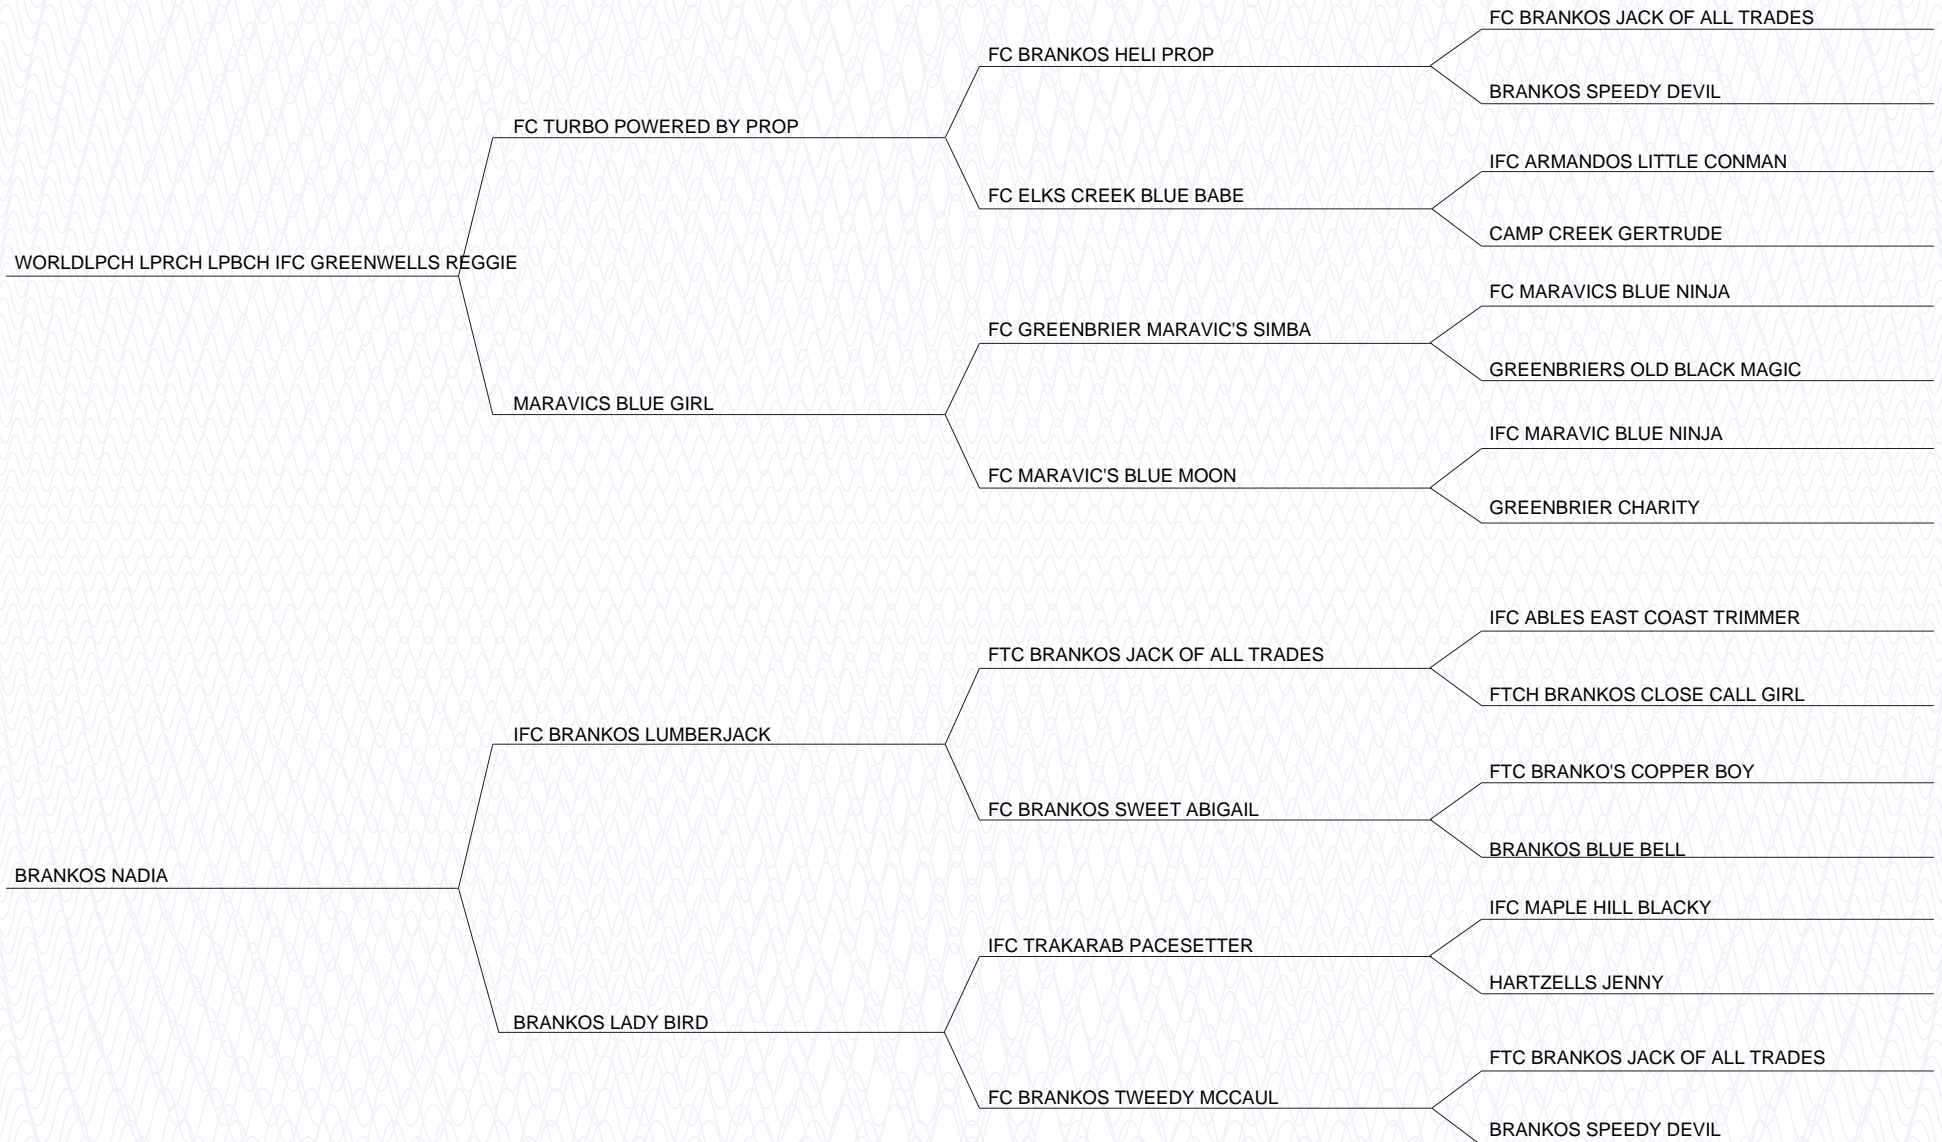 FC BRANKOS JACK OF ALL TRADES
FC BRANKOS HELI PROP
BRANKOS SPEEDY DEVIL
FC TURBO POWERED BY PROP
IFC ARMANDOS LITTLE CONMAN
FC ELKS CREEK BLUE BABE
CAMP CREEK GERTRUDE
WORLDLPCH LPRCH LPBCH IFC GREENWELLS REGGIE
FC MARAVICS BLUE NINJA
FC GREENBRIER MARAVIC'S SIMBA
GREENBRIERS OLD BLACK MAGIC
MARAVICS BLUE GIRL
IFC MARAVIC BLUE NINJA
FC MARAVIC'S BLUE MOON
GREENBRIER CHARITY
IFC ABLES EAST COAST TRIMMER
FTC BRANKOS JACK OF ALL TRADES
FTCH BRANKOS CLOSE CALL GIRL
IFC BRANKOS LUMBERJACK
FTC BRANKO'S COPPER BOY
FC BRANKOS SWEET ABIGAIL
BRANKOS BLUE BELL
BRANKOS NADIA
IFC MAPLE HILL BLACKY
IFC TRAKARAB PACESETTER
HARTZELLS JENNY
BRANKOS LADY BIRD
FTC BRANKOS JACK OF ALL TRADES
FC BRANKOS TWEEDY MCCAUL
BRANKOS SPEEDY DEVIL